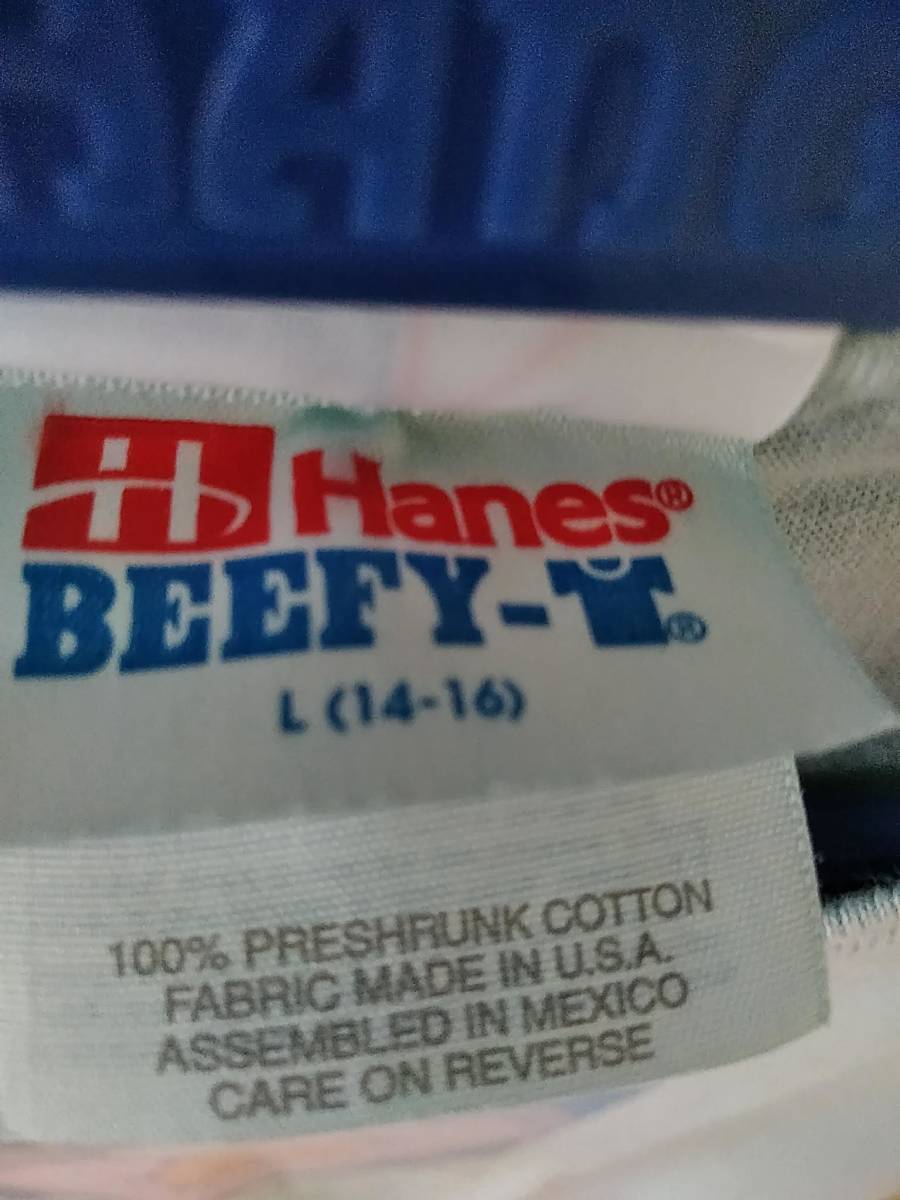 H Hanes®
BEEFY-T®
L (14-16)
100% PRESHRUNK COTTON
FABRIC MADE IN U.S.A.
ASSEMBLED IN MEXICO
CARE ON REVERSE